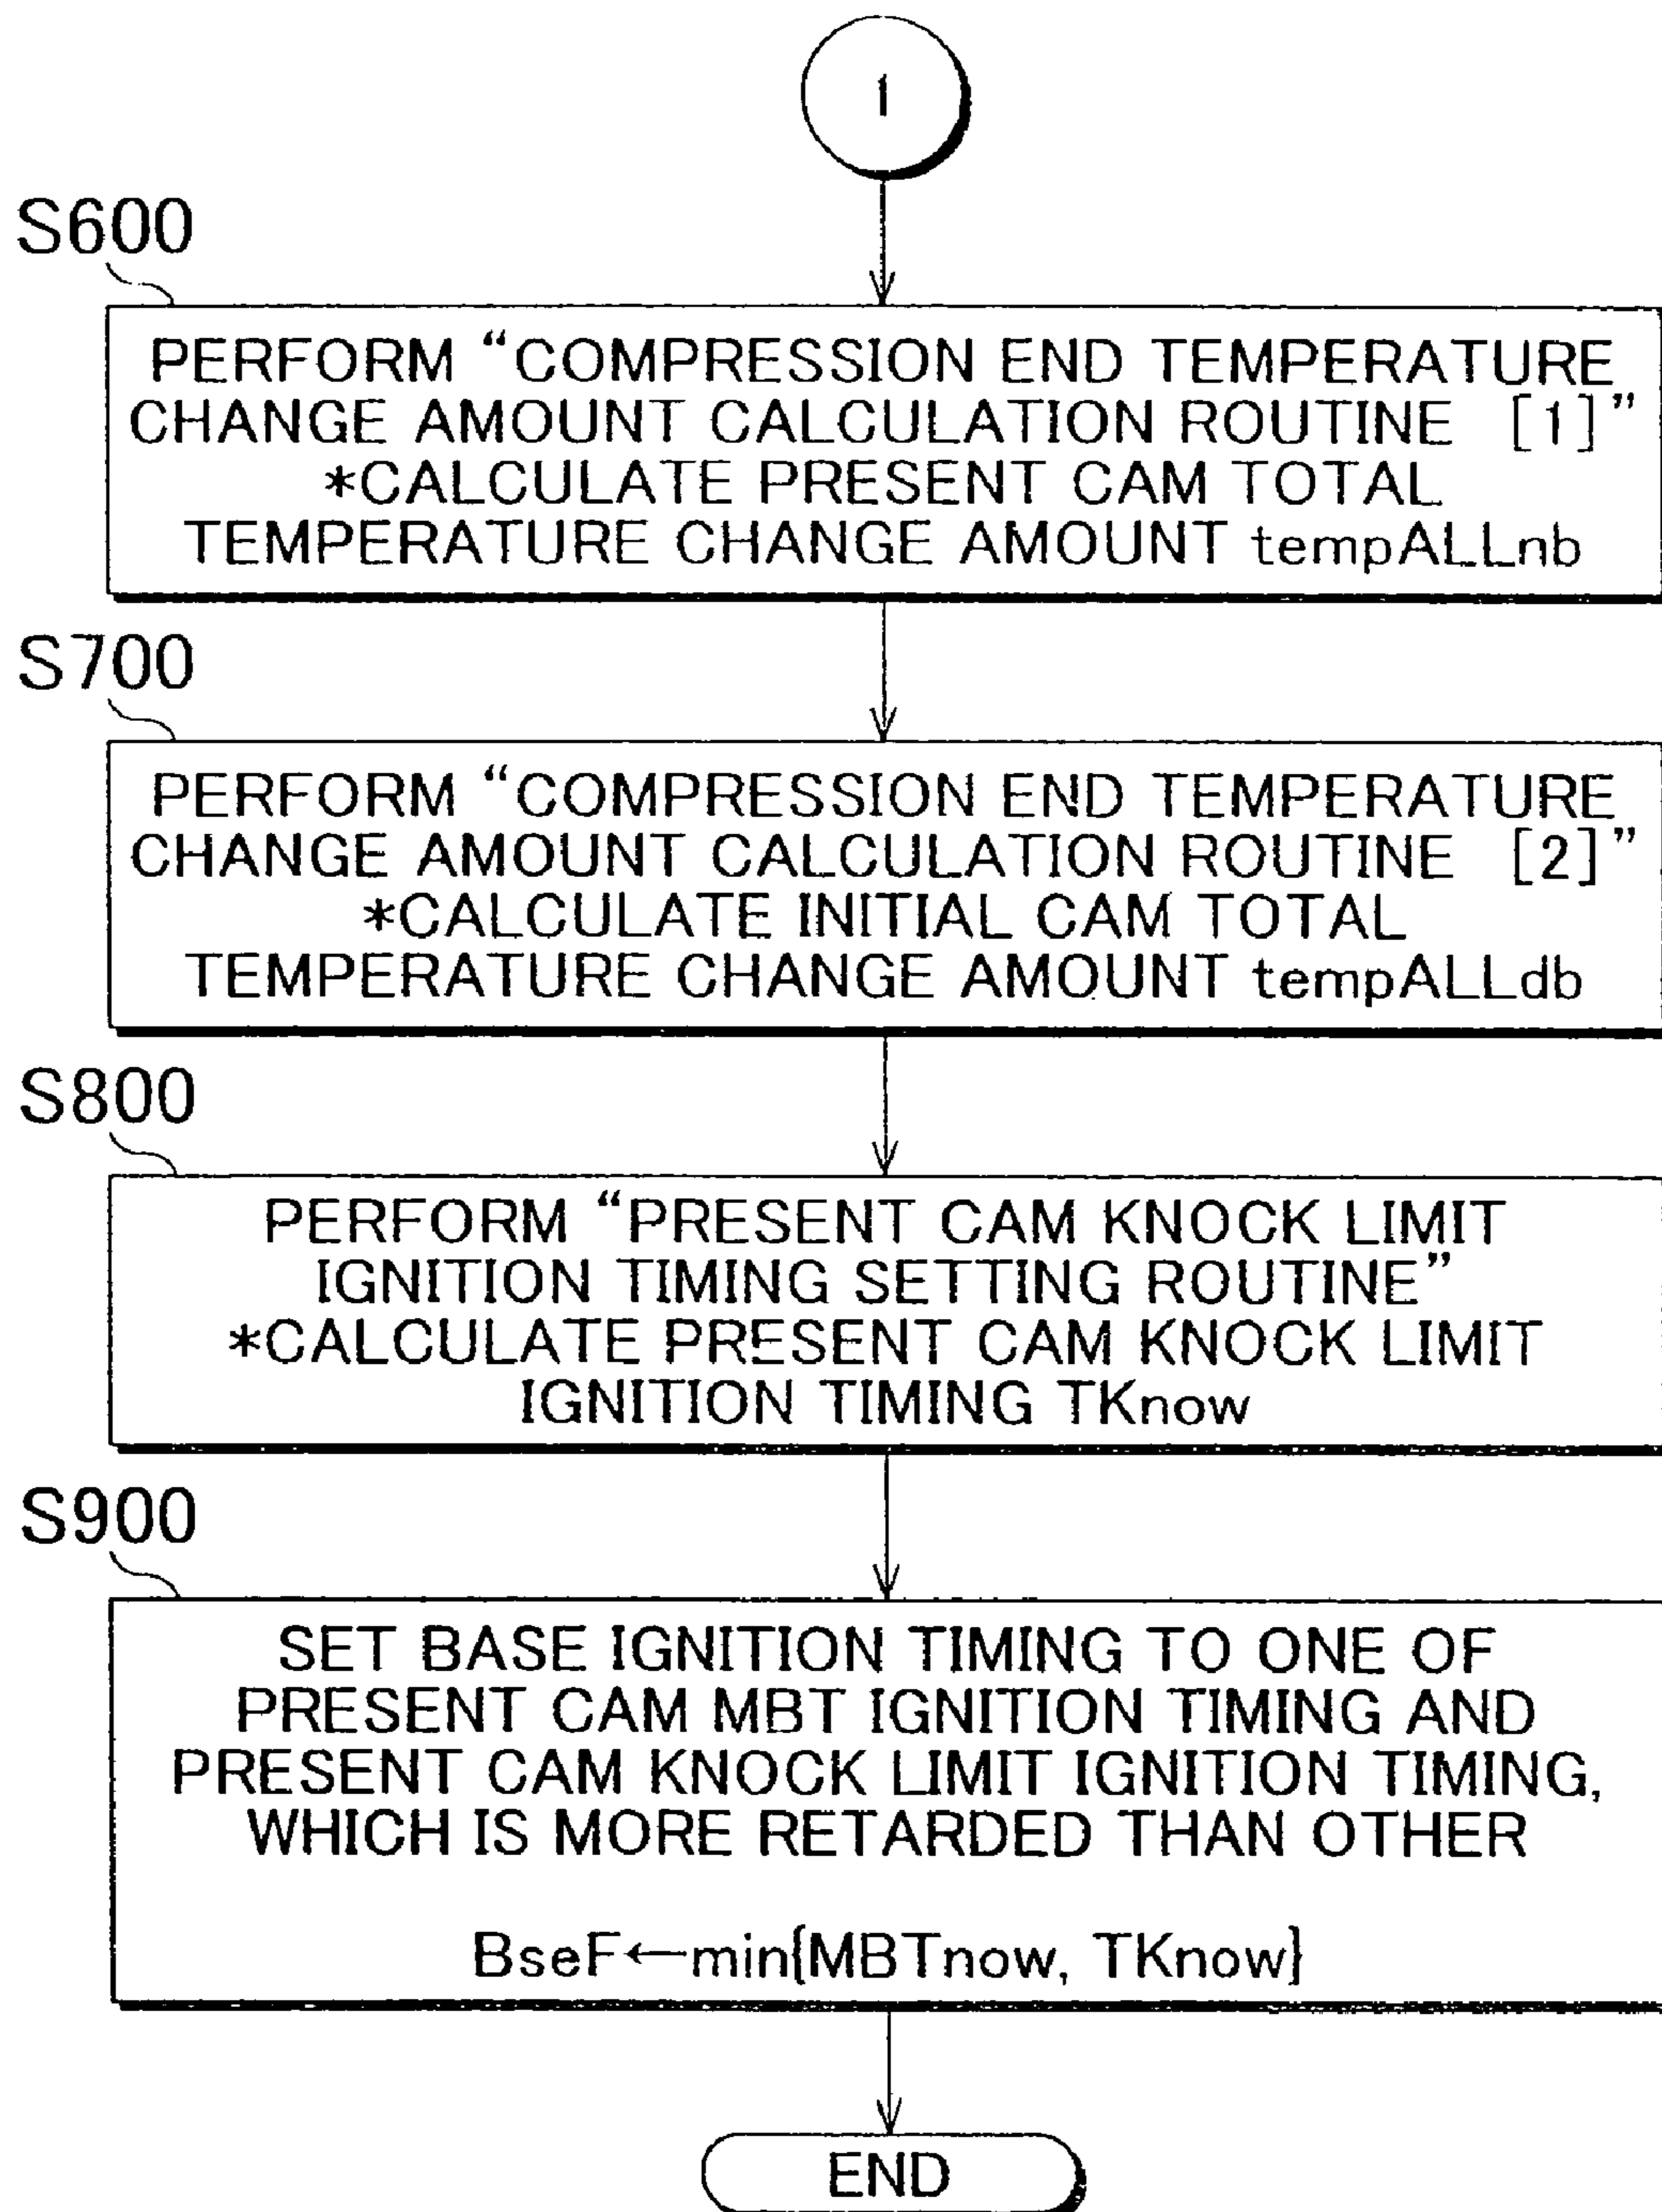 1
S600
PERFORM “COMPRESSION END TEMPERATURE
CHANGE AMOUNT CALCULATION ROUTINE [1]”
*CALCULATE PRESENT CAM TOTAL
TEMPERATURE CHANGE AMOUNT tempALLnb
S700
PERFORM “COMPRESSION END TEMPERATURE
CHANGE AMOUNT CALCULATION ROUTINE [2]”
*CALCULATE INITIAL CAM TOTAL
TEMPERATURE CHANGE AMOUNT tempALLdb
S800
PERFORM “PRESENT CAM KNOCK LIMIT
IGNITION TIMING SETTING ROUTINE”
*CALCULATE PRESENT CAM KNOCK LIMIT
IGNITION TIMING TKnow
S900
SET BASE IGNITION TIMING TO ONE OF
PRESENT CAM MBT IGNITION TIMING AND
PRESENT CAM KNOCK LIMIT IGNITION TIMING,
WHICH IS MORE RETARDED THAN OTHER
BseF←min{MBTnow, TKnow}
END